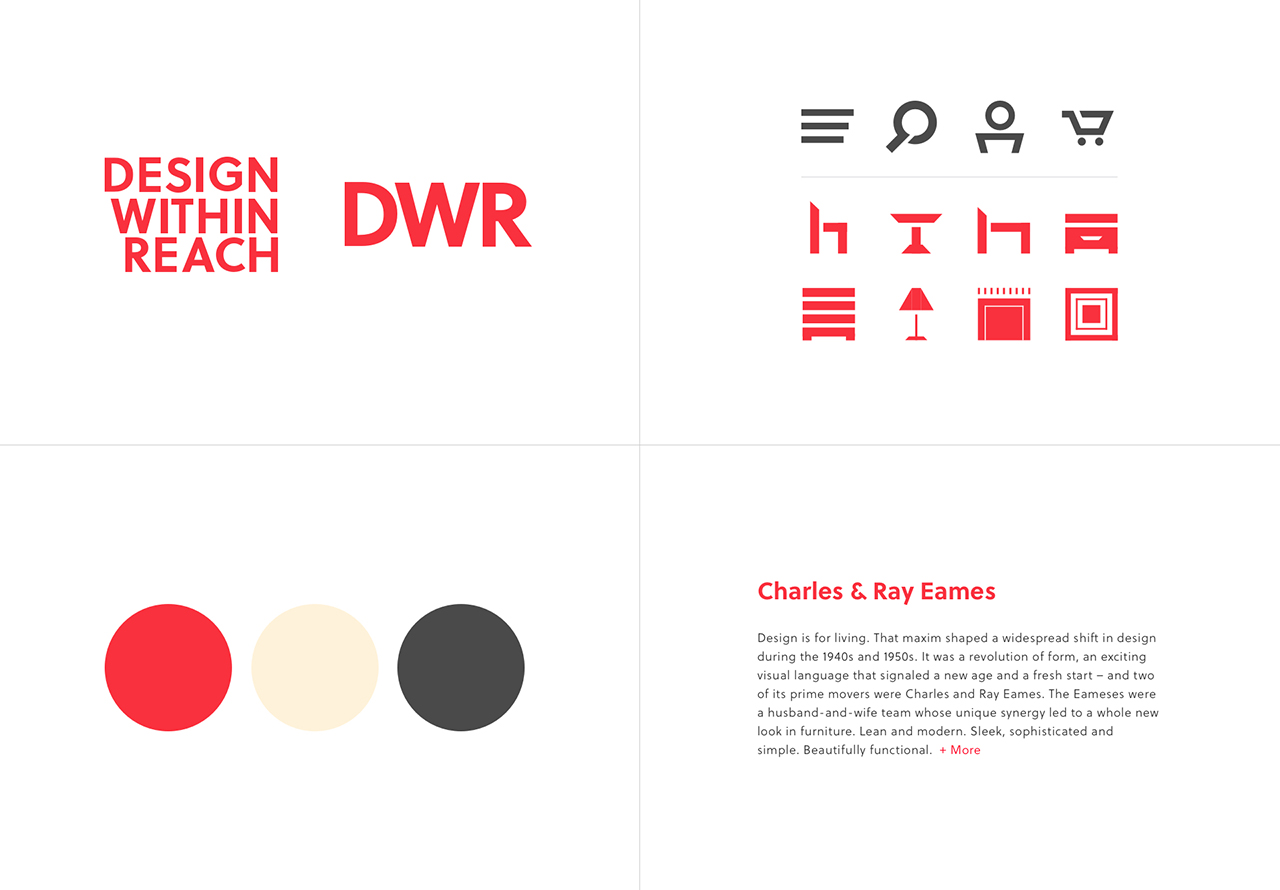 DESIGN
WITHIN
REACH
DWR
Charles & Ray Eames
Design is for living. That maxim shaped a widespread shift in design
during the 1940s and 1950s. It was a revolution of form, an exciting
visual language that signaled a new age and a fresh start – and two
of its prime movers were Charles and Ray Eames. The Eameses were
a husband-and-wife team whose unique synergy led to a whole new
look in furniture. Lean and modern. Sleek, sophisticated and
simple. Beautifully functional. + More